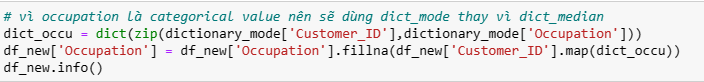 # vì occupation là categorical value nên sẽ dùng dict_mode thay vì dict_median
dict_occu = dict(zip(dictionary_mode['Customer_ID'],dictionary_mode['Occupation']))
df_new['Occupation'] = df_new['Occupation'].fillna(df_new['Customer_ID'].map(dict_occu))
df_new.info()